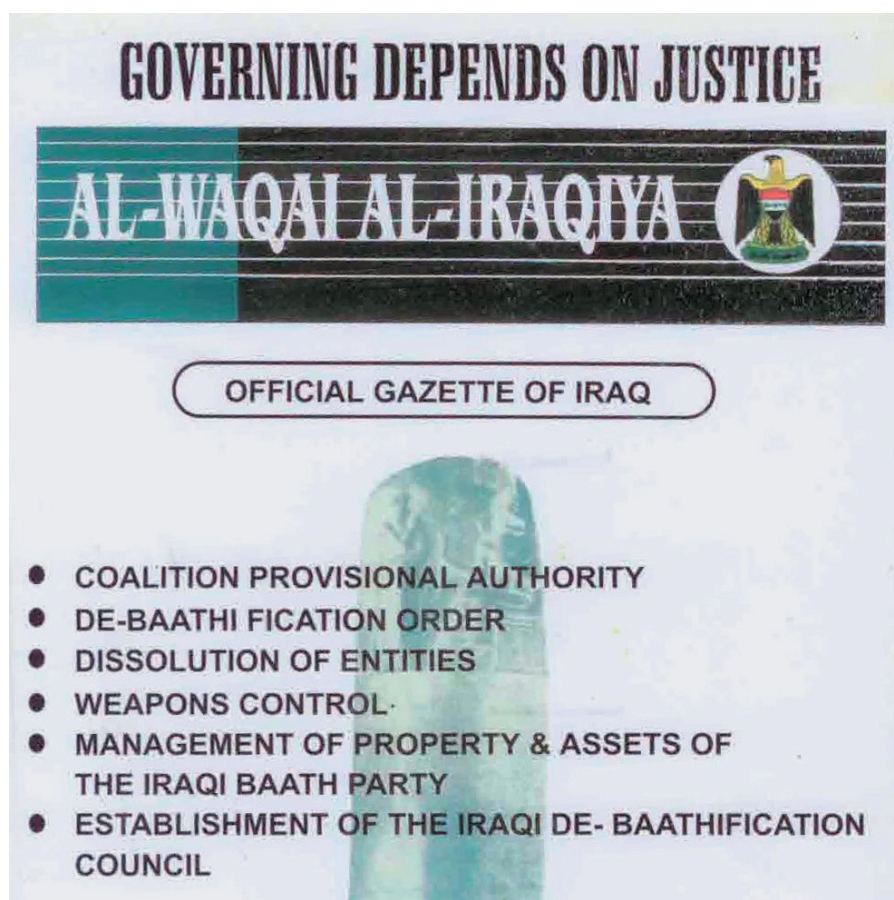 GOVERNING DEPENDS ON JUSTICE
AL-WAQAI AL-IRAQIYA
OFFICIAL GAZETTE OF IRAQ
● COALITION PROVISIONAL AUTHORITY
● DE-BAATHI FICATION ORDER
● DISSOLUTION OF ENTITIES
● WEAPONS CONTROL·
● MANAGEMENT OF PROPERTY & ASSETS OF
THE IRAQI BAATH PARTY
● ESTABLISHMENT OF THE IRAQI DE- BAATHIFICATION
COUNCIL